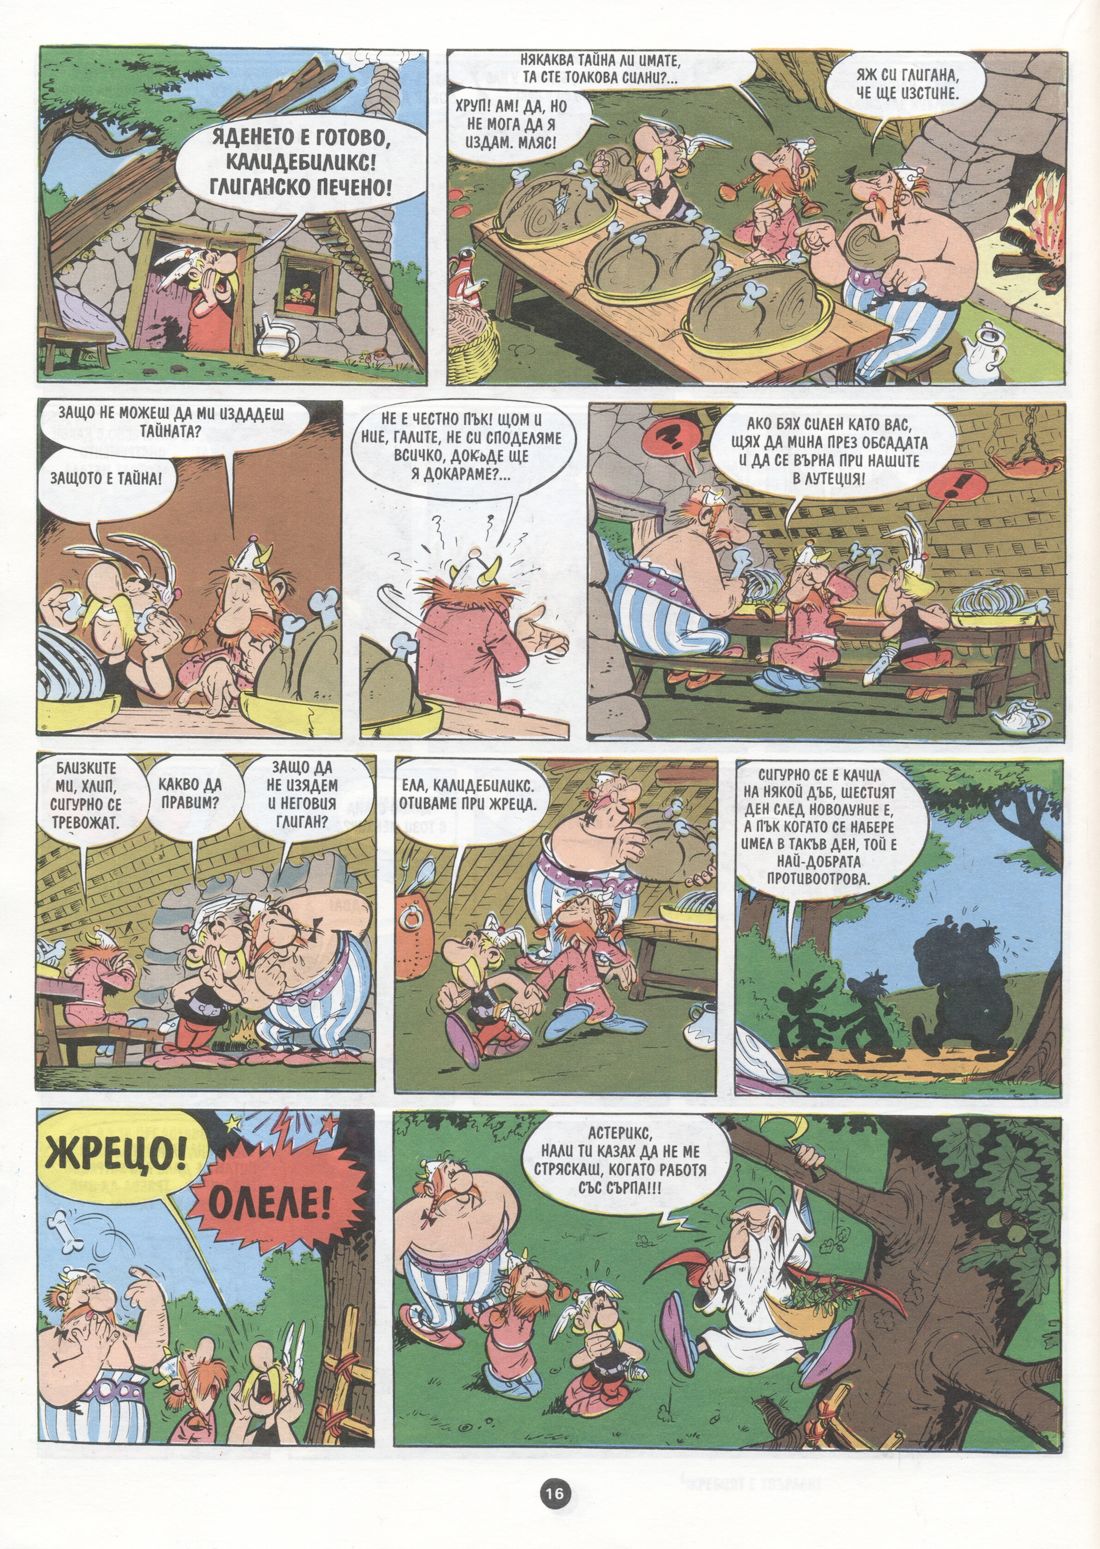 ЯДЕНЕТО Е ГОТОВО,
КАЛИДЕБИЛИКС!
ГЛИГАНСКО ПЕЧЕНО!
НЯКАКВА ТАЙНА ЛИ ИМАТЕ,
ТА СТЕ ТОЛКОВА СИЛНИ?...
ХРУП! АМ! ДА, НО
НЕ МОГА ДА Я
ИЗДАМ. МЛЯС!
ЯЖ СИ ГЛИГАНА,
ЧЕ ЩЕ ИЗСТИНЕ.
ЗАЩО НЕ МОЖЕШ ДА МИ ИЗДАДЕШ
ТАЙНАТА?
ЗАЩОТО Е ТАЙНА!
НЕ Е ЧЕСТНО ПЪК! ЩОМ И
НИЕ, ГАЛИТЕ, НЕ СИ СПОДЕЛЯМЕ
ВСИЧКО, ДОКЪДЕ ЩЕ
Я ДОКАРАМЕ?...
?
АКО БЯХ СИЛЕН КАТО ВАС,
ЩЯХ ДА МИНА ПРЕЗ ОБСАДАТА
И ДА СЕ ВЪРНА ПРИ НАШИТЕ
В ЛУТЕЦИЯ!
!
БЛИЗКИТЕ
МИ, ХЛИП,
СИГУРНО СЕ
ТРЕВОЖАТ.
КАКВО ДА
ПРАВИМ?
ЗАЩО ДА
НЕ ИЗЯДЕМ
И НЕГОВИЯ
ГЛИГАН?
ЕЛА, КАЛИДЕБИЛИКС.
ОТИВАМЕ ПРИ ЖРЕЦА.
СИГУРНО СЕ Е КАЧИЛ
НА НЯКОЙ ДЪБ, ШЕСТИЯТ
ДЕН СЛЕД НОВОЛУНИЕ Е,
А ПЪК КОГАТО СЕ НАБЕРЕ
ИМЕЛ В ТАКЪВ ДЕН, ТОЙ Е
НАЙ-ДОБРАТА
ПРОТИВООТРОВА.
ЖРЕЦО!
ОЛЕЛЕ!
АСТЕРИКС,
НАЛИ ТИ КАЗАХ ДА НЕ МЕ
СТРЯСКАШ, КОГАТО РАБОТЯ
СЪС СЪРПА!!!
16